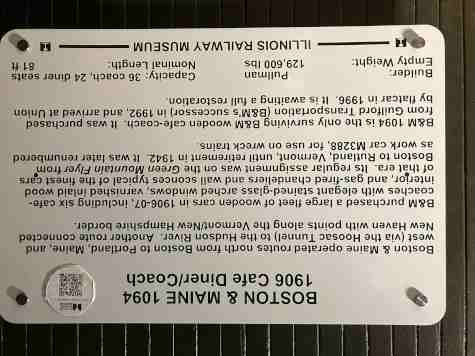 BOSTON & MAINE 1094
1906 Cafe Diner/Coach
Boston & Maine operated routes north from Boston to Portland, Maine, and
west (via the Hoosac Tunnel) to the Hudson River. Another route connected
New Haven with points along the Vermont/New Hampshire border.
B&M purchased a large fleet of wooden cars in 1906-07, including six cafe-
coaches with elegant stained-glass arched windows, varnished inlaid wood
interior, and gas-fired chandeliers and wall sconces typical of the finest cars
of that era. Its regular assignment was on the Green Mountain Flyer from
Boston to Rutland, Vermont, until retirement in 1942. It was later renumbered
as work car M3288, for use on wreck trains.
B&M 1094 is the only surviving B&M wooden cafe-coach. It was purchased
from Guilford Transportation (B&M's successor) in 1992, and arrived at Union
by flatcar in 1996. It is awaiting a full restoration.
Builder: Pullman Capacity: 36 coach, 24 diner seats
Empty Weight: 129,600 lbs Nominal Length: 81 ft
ILLINOIS RAILWAY MUSEUM